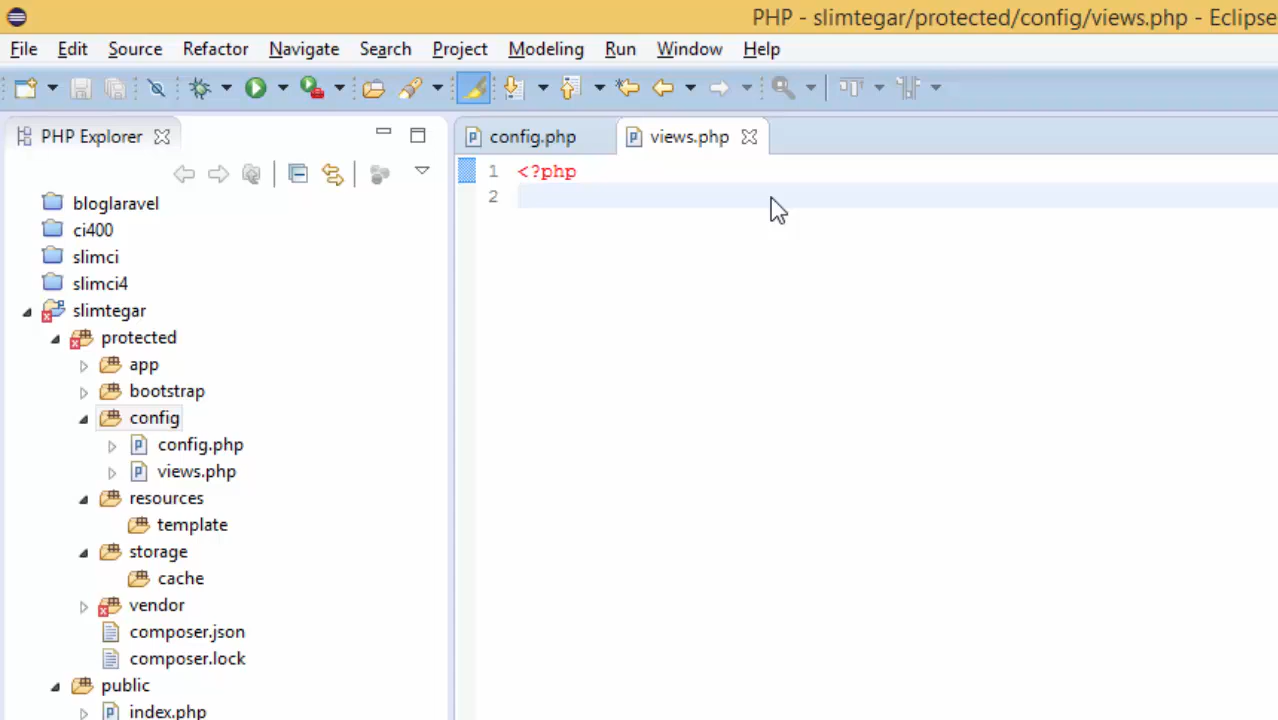 PHP - slimtegar/protected/config/views.php - Eclipse
File Edit Source Refactor Navigate Search Project Modeling Run Window Help
PHP Explorer
config.php
views.php
1 <?php
2
bloglaravel
ci400
slimci
slimci4
slimtegar
protected
app
bootstrap
config
config.php
views.php
resources
template
storage
cache
vendor
composer.json
composer.lock
public
index.php